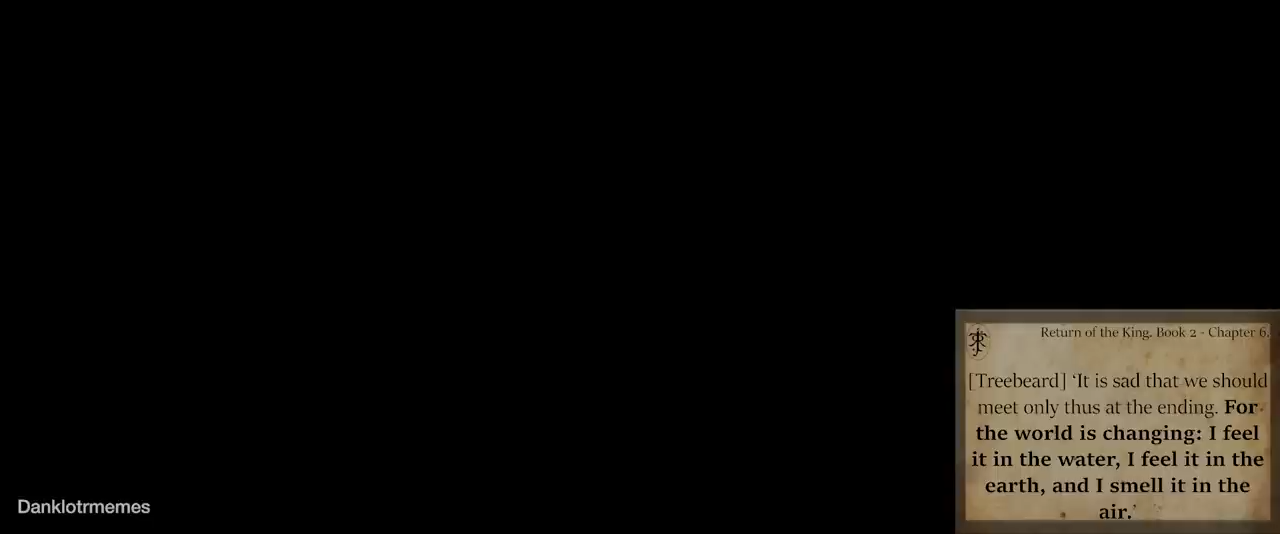 Return of the King. Book 2 - Chapter 6.
[Treebeard] ‘It is sad that we should
meet only thus at the ending. For
the world is changing: I feel
it in the water, I feel it in the
earth, and I smell it in the
air.’
Danklotrmemes